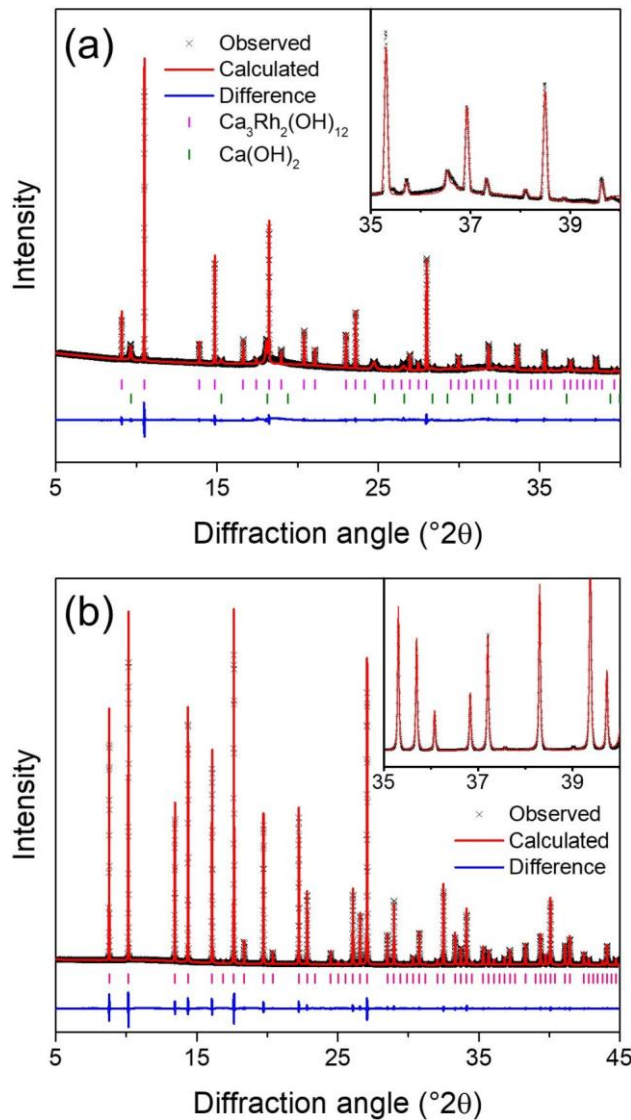 (a)
× Observed
Calculated
Difference
Ca₃Rh₂(OH)₁₂
Ca(OH)₂
35 37 39
Intensity
5 15 25 35
Diffraction angle (°2θ)
(b)
35 37 39
× Observed
Calculated
Difference
Intensity
5 15 25 35 45
Diffraction angle (°2θ)